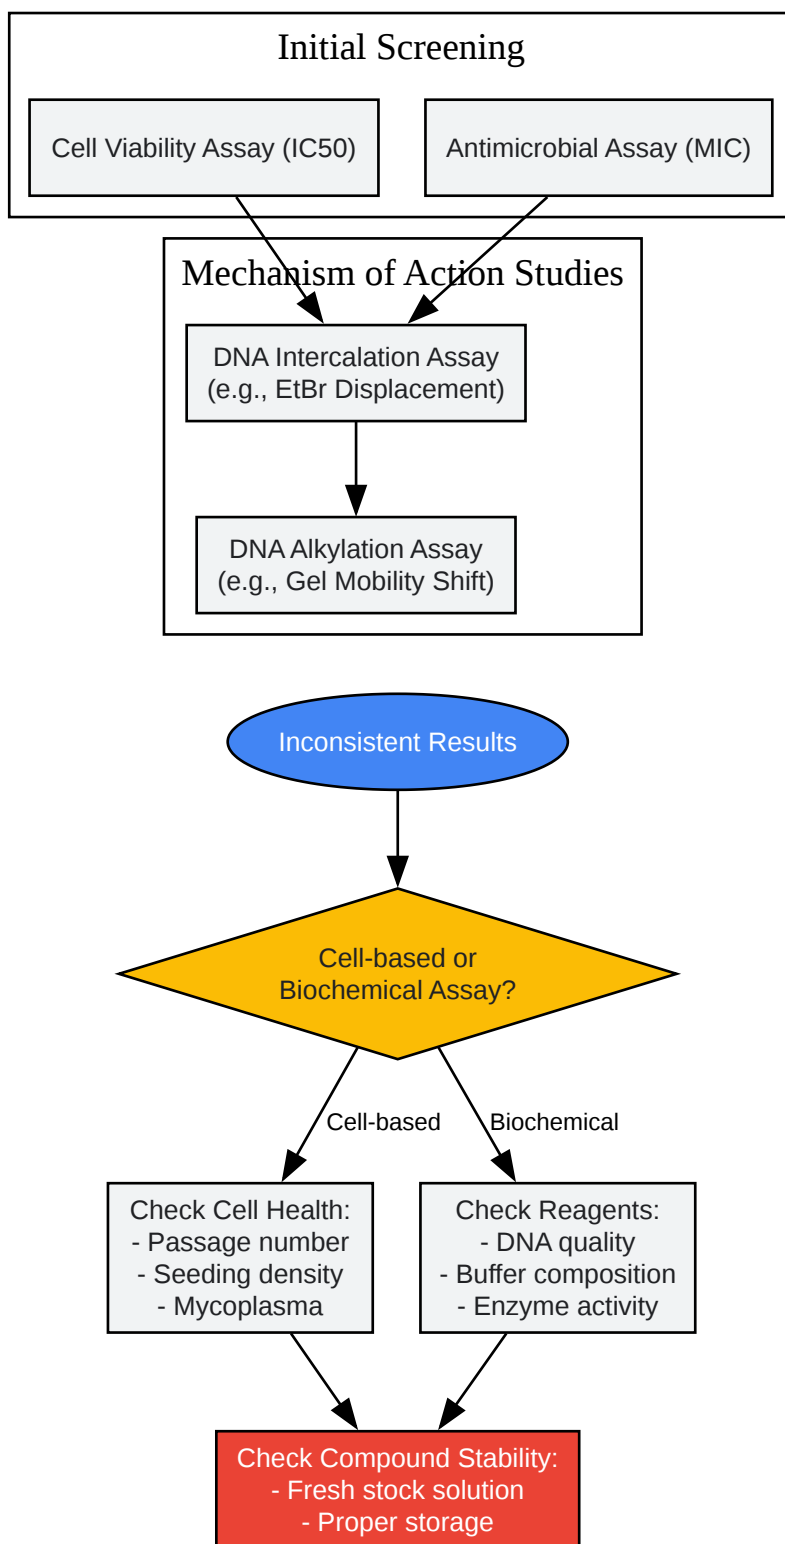 Initial Screening
Cell Viability Assay (IC50)
Antimicrobial Assay (MIC)
Mechanism of Action Studies
DNA Intercalation Assay
(e.g., EtBr Displacement)
DNA Alkylation Assay
(e.g., Gel Mobility Shift)
Inconsistent Results
Cell-based or
Biochemical Assay?
Cell-based
Biochemical
Check Cell Health:
- Passage number
- Seeding density
- Mycoplasma
Check Reagents:
- DNA quality
- Buffer composition
- Enzyme activity
Check Compound Stability:
- Fresh stock solution
- Proper storage